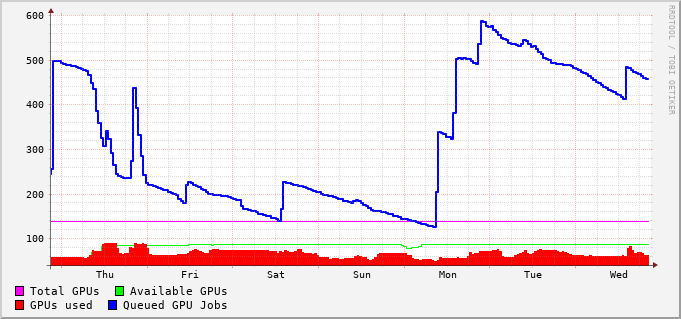 600
500
400
300
200
100
Thu Fri Sat Sun Mon Tue Wed
Total GPUs Available GPUs
GPUs used Queued GPU Jobs
RRDTOOL / TOBI OETIKER